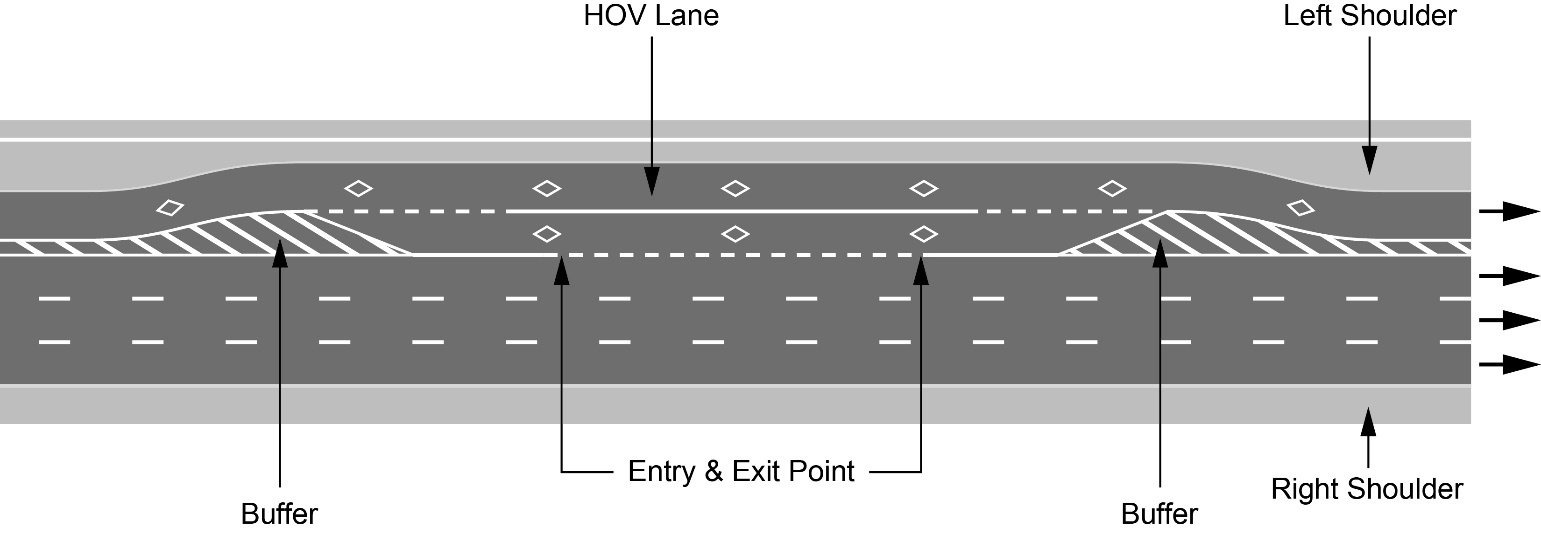 HOV Lane
Left Shoulder
Entry & Exit Point
Right Shoulder
Buffer
Buffer